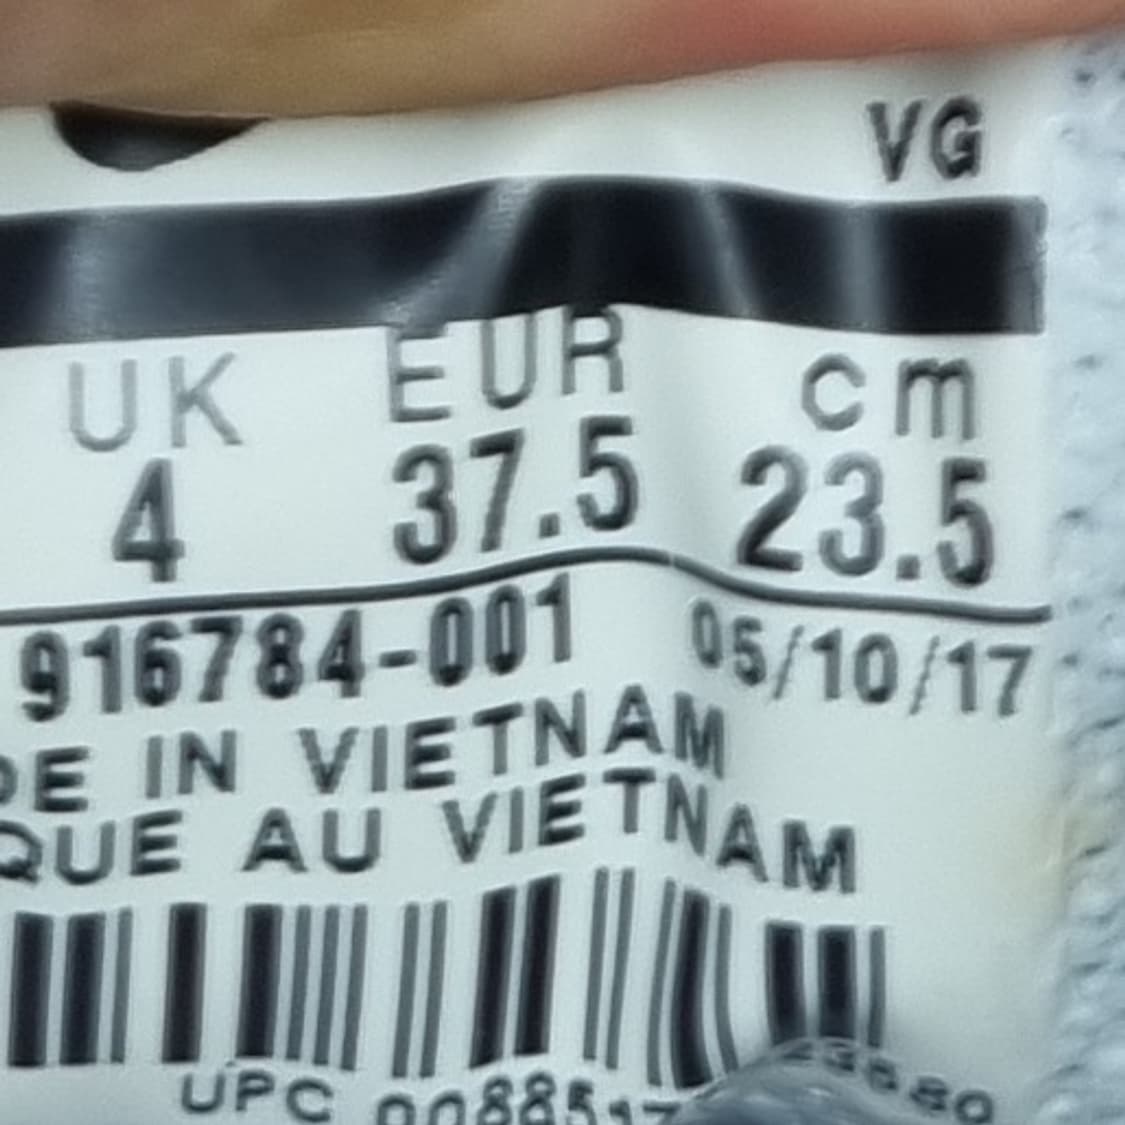 VG
UK EUR cm
4 37.5 23.5
916784-001 05/10/17
DE IN VIETNAM
QUE AU VIETNAM
UPC